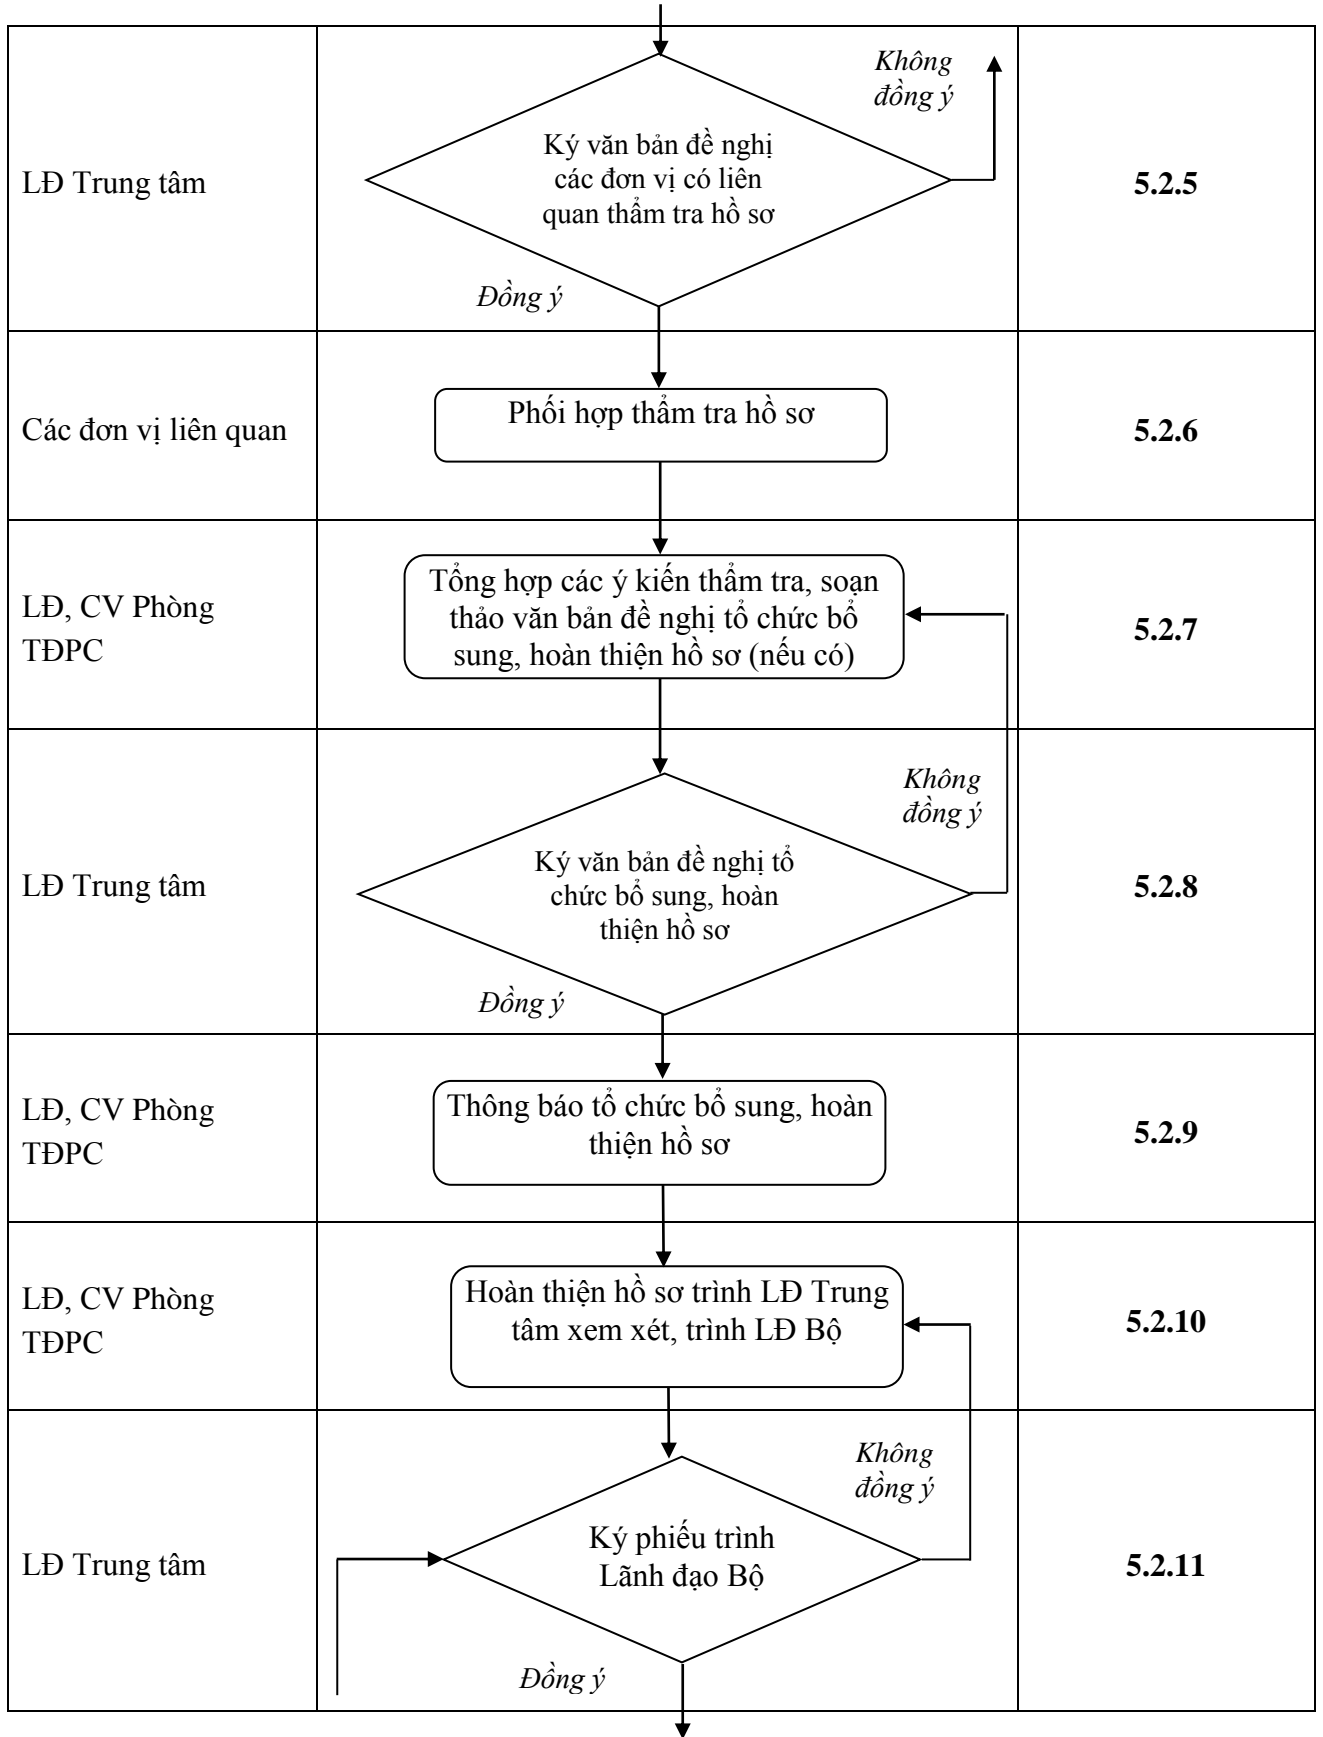 LĐ Trung tâm
Không
đồng ý
Ký văn bản đề nghị
các đơn vị có liên
quan thẩm tra hồ sơ
Đồng ý
5.2.5
Các đơn vị liên quan
Phối hợp thẩm tra hồ sơ
5.2.6
LĐ, CV Phòng
TĐPC
Tổng hợp các ý kiến thẩm tra, soạn
thảo văn bản đề nghị tổ chức bổ
sung, hoàn thiện hồ sơ (nếu có)
5.2.7
LĐ Trung tâm
Không
đồng ý
Ký văn bản đề nghị tổ
chức bổ sung, hoàn
thiện hồ sơ
Đồng ý
5.2.8
LĐ, CV Phòng
TĐPC
Thông báo tổ chức bổ sung, hoàn
thiện hồ sơ
5.2.9
LĐ, CV Phòng
TĐPC
Hoàn thiện hồ sơ trình LĐ Trung
tâm xem xét, trình LĐ Bộ
5.2.10
LĐ Trung tâm
Không
đồng ý
Ký phiếu trình
Lãnh đạo Bộ
Đồng ý
5.2.11